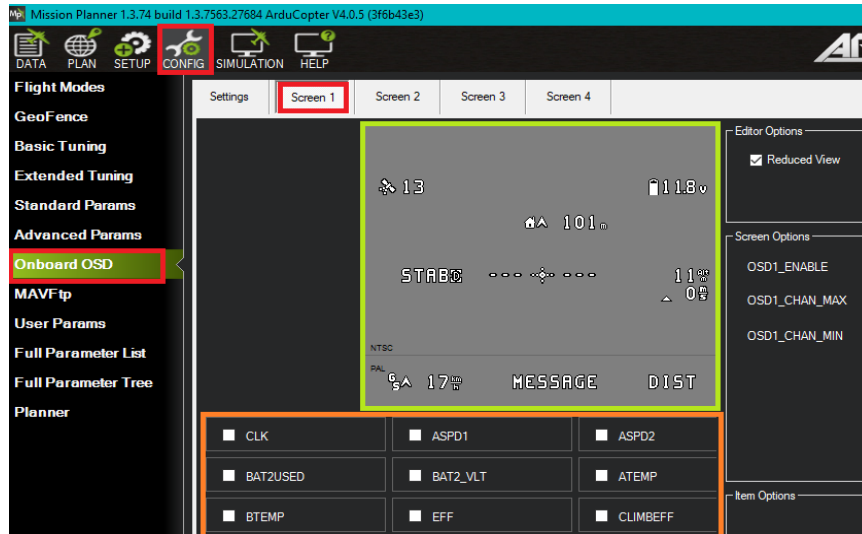 Mission Planner 1.3.74 build 1.3.7563.27684 ArduCopter V4.0.5 (3f6b43e3)
DATA PLAN SETUP CONFIG SIMULATION HELP
Flight Modes
GeoFence
Basic Tuning
Extended Tuning
Standard Params
Advanced Params
Onboard OSD
MAVFtp
User Params
Full Parameter List
Full Parameter Tree
Planner
Settings Screen 1 Screen 2 Screen 3 Screen 4
13 11.8v
101m
STAB 11
0
NTSC
PAL
GS 17 km/h MESSAGE DIST
CLK ASPD1 ASPD2
BAT2USED BAT2_VLT ATEMP
BTEMP EFF CLIMBEFF
Editor Options
Reduced View
Screen Options
OSD1_ENABLE
OSD1_CHAN_MAX
OSD1_CHAN_MIN
Item Options